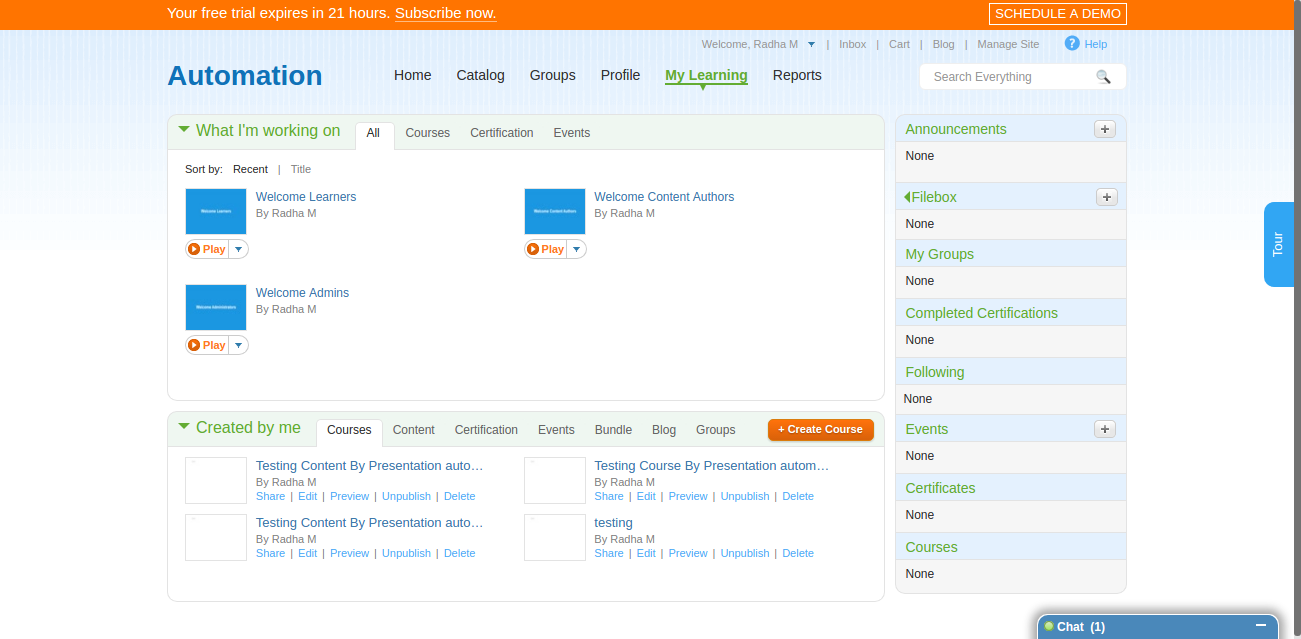 Your free trial expires in 21 hours. Subscribe now.
SCHEDULE A DEMO
Welcome, Radha M | Inbox | Cart | Blog | Manage Site ? Help
Automation
Home Catalog Groups Profile My Learning Reports
Search Everything
What I'm working on All Courses Certification Events
Sort by: Recent | Title
Welcome Learners
Welcome Learners
By Radha M
Play
Welcome Content Authors
Welcome Content Authors
By Radha M
Play
Welcome Administrators
Welcome Admins
By Radha M
Play
Created by me Courses Content Certification Events Bundle Blog Groups + Create Course
Testing Content By Presentation auto…
By Radha M
Share | Edit | Preview | Unpublish | Delete
Testing Course By Presentation autom…
By Radha M
Share | Edit | Preview | Unpublish | Delete
Testing Content By Presentation auto…
By Radha M
Share | Edit | Preview | Unpublish | Delete
testing
By Radha M
Share | Edit | Preview | Unpublish | Delete
Announcements +
None
Filebox +
None
My Groups
None
Completed Certifications
None
Following
None
Events +
None
Certificates
None
Courses
None
Tour
Chat (1)